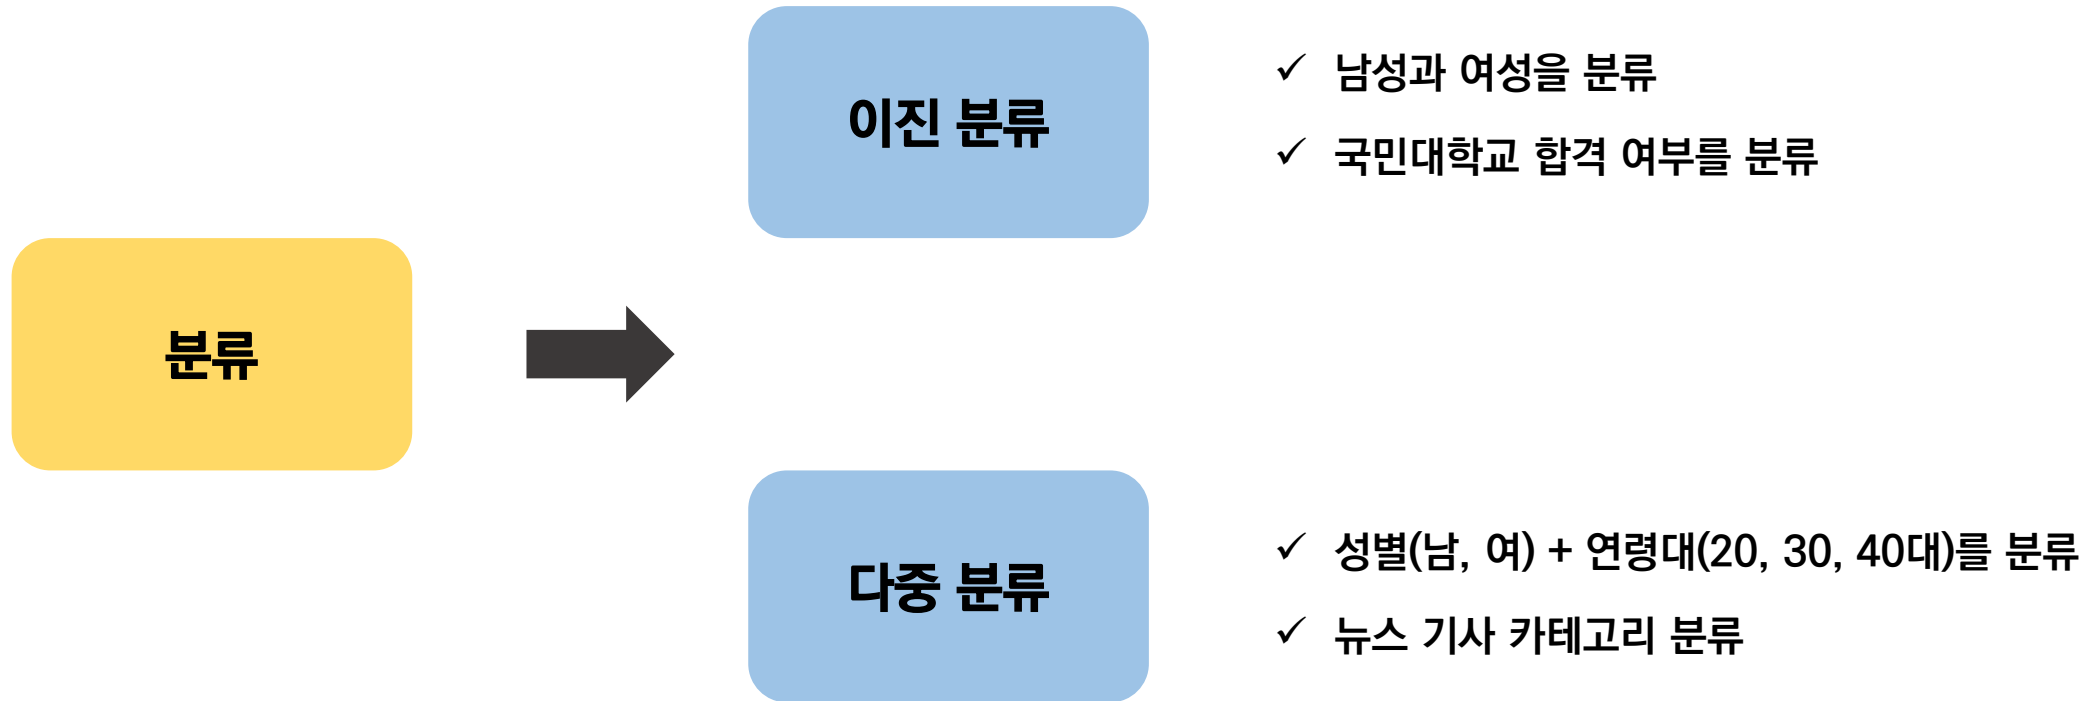 이진 분류
✓ 남성과 여성을 분류
✓ 국민대학교 합격 여부를 분류
분류
다중 분류
✓ 성별(남, 여) + 연령대(20, 30, 40대)를 분류
✓ 뉴스 기사 카테고리 분류